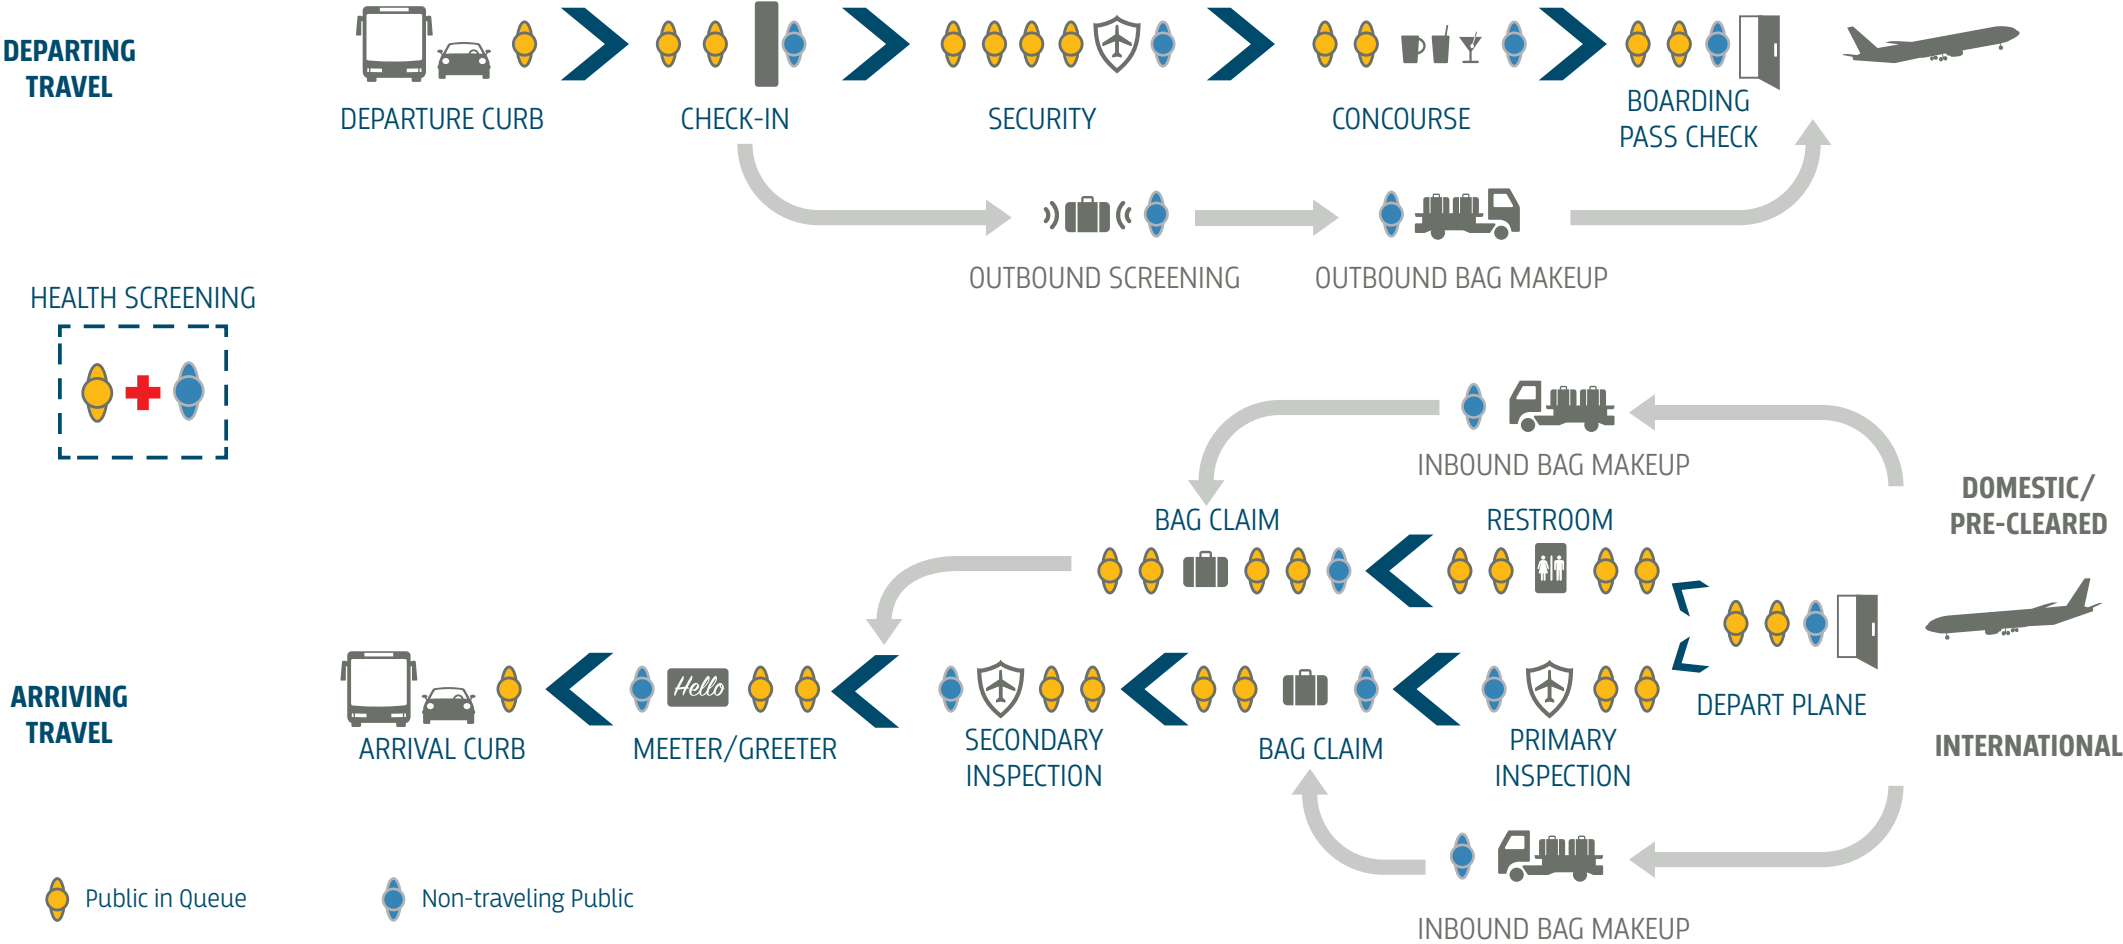 DEPARTING
TRAVEL
DEPARTURE CURB
CHECK-IN
SECURITY
CONCOURSE
BOARDING
PASS CHECK
OUTBOUND SCREENING
OUTBOUND BAG MAKEUP
HEALTH SCREENING
INBOUND BAG MAKEUP
DOMESTIC/
PRE-CLEARED
BAG CLAIM
RESTROOM
ARRIVING
TRAVEL
Hello
ARRIVAL CURB
MEETER/GREETER
SECONDARY
INSPECTION
BAG CLAIM
PRIMARY
INSPECTION
DEPART PLANE
INTERNATIONAL
INBOUND BAG MAKEUP
Public in Queue
Non-traveling Public